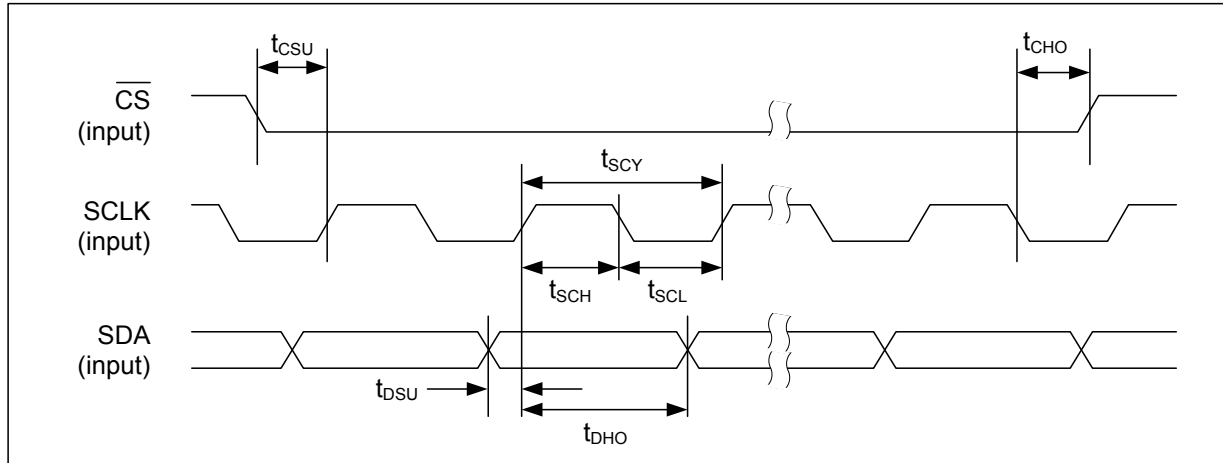 tCSU
tCHO
CS
(input)
tSCY
SCLK
(input)
tSCH
tSCL
SDA
(input)
tDSU
tDHO